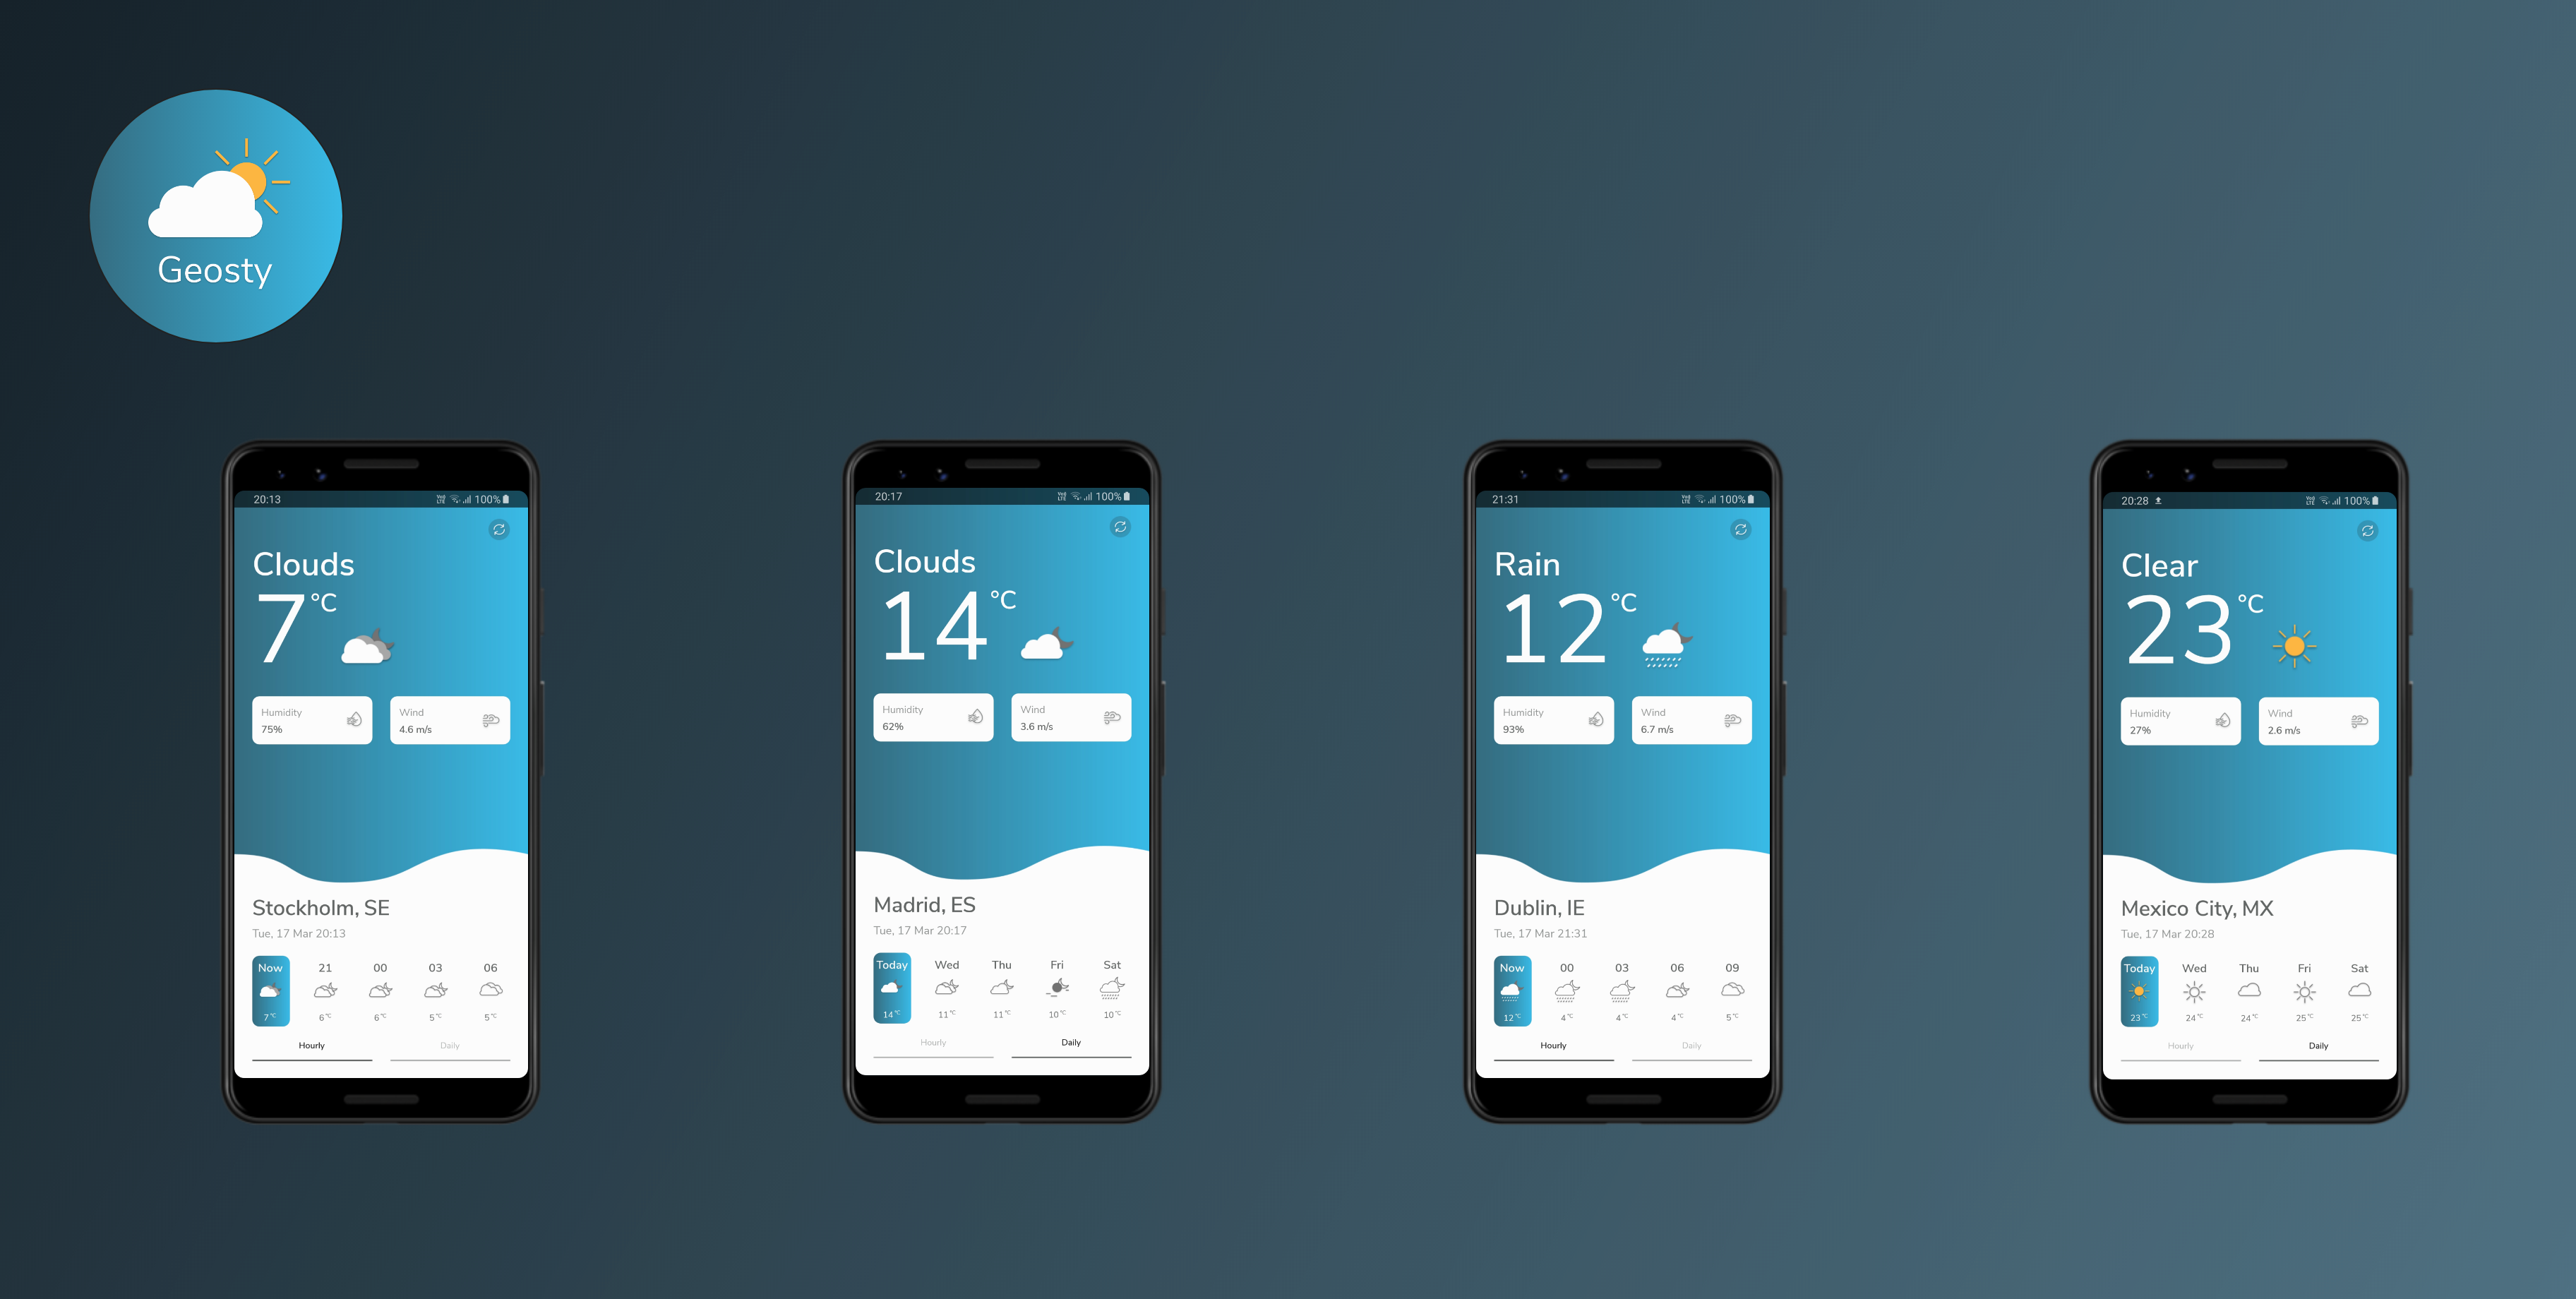 Geosty
20:13 100%
Clouds
7°C
Humidity
75%
Wind
4.6 m/s
Stockholm, SE
Tue, 17 Mar 20:13
Now 21 00 03 06
7°C 6°C 6°C 5°C 5°C
Hourly Daily
20:17 100%
Clouds
14°C
Humidity
62%
Wind
3.6 m/s
Madrid, ES
Tue, 17 Mar 20:17
Today Wed Thu Fri Sat
14°C 11°C 11°C 10°C 10°C
Hourly Daily
21:31 100%
Rain
12°C
Humidity
93%
Wind
6.7 m/s
Dublin, IE
Tue, 17 Mar 21:31
Now 00 03 06 09
12°C 4°C 4°C 4°C 5°C
Hourly Daily
20:28 100%
Clear
23°C
Humidity
27%
Wind
2.6 m/s
Mexico City, MX
Tue, 17 Mar 20:28
Today Wed Thu Fri Sat
23°C 24°C 24°C 25°C 25°C
Hourly Daily